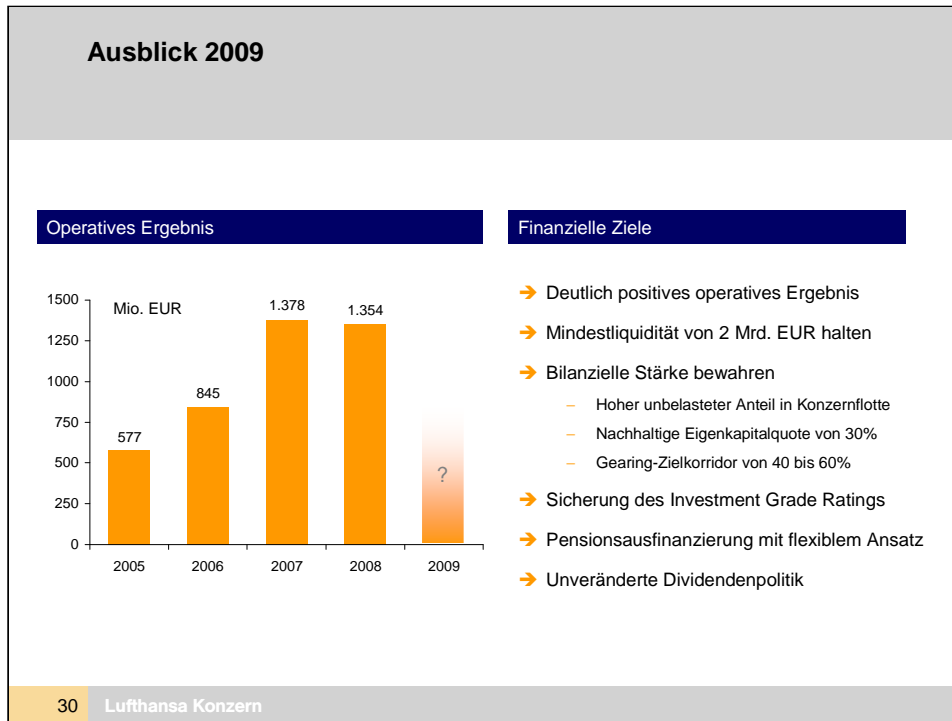 Ausblick 2009
Operatives Ergebnis
Mio. EUR
1500
1250
1000
750
500
250
0
577
845
1.378
1.354
?
2005 2006 2007 2008 2009
Finanzielle Ziele
➔ Deutlich positives operatives Ergebnis
➔ Mindestliquidität von 2 Mrd. EUR halten
➔ Bilanzielle Stärke bewahren
– Hoher unbelasteter Anteil in Konzernflotte
– Nachhaltige Eigenkapitalquote von 30%
– Gearing-Zielkorridor von 40 bis 60%
➔ Sicherung des Investment Grade Ratings
➔ Pensionsausfinanzierung mit flexiblem Ansatz
➔ Unveränderte Dividendenpolitik
30 Lufthansa Konzern